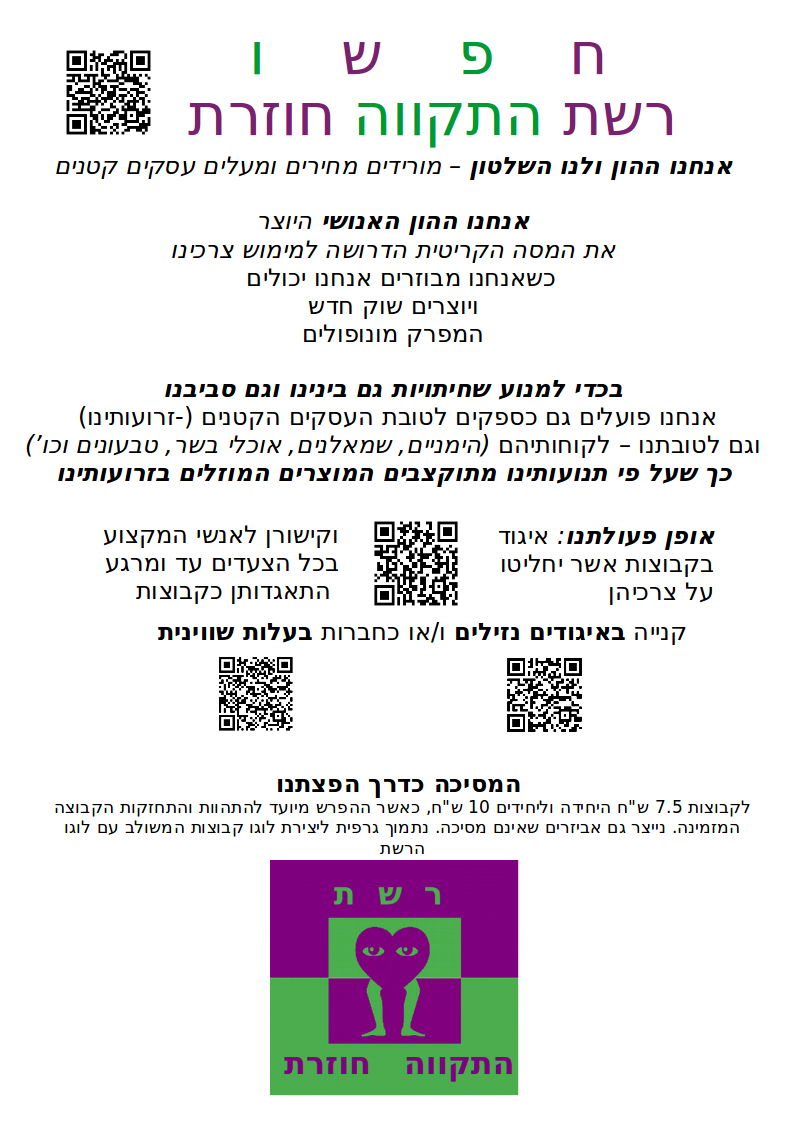 ח פ ש ו
רשת התקווה חוזרת
אנחנו ההון ולנו השלטון – מורידים מחירים ומעלים עסקים קטנים
אנחנו ההון האנושי היוצר
את המסה הקריטית הדרושה למימוש צרכינו
כשאנחנו מבוזרים אנחנו יכולים
ויוצרים שוק חדש
המפרק מונופולים
בכדי למנוע שחיתויות גם בינינו וגם סביבנו
אנחנו פועלים גם כספקים לטובת העסקים הקטנים (-זרועותינו)
וגם לטובתנו – לקוחותיהם (הימניים, שמאלנים, אוכלי בשר, טבעונים וכו’)
כך שעל פי תנועותינו מתוקצבים המוצרים המוזלים בזרועותינו
אופן פעולתנו: איגוד
בקבוצות אשר יחליטו
על צרכיהן
וקישורן לאנשי המקצוע
בכל הצעדים עד ומרגע
התאגדותן כקבוצות
קנייה באיגודים נזילים ו/או כחברות בעלות שוויונית
המסיכה כדרך הפצתנו
לקבוצות 7.5 ש"ח היחידה וליחידים 10 ש"ח, כאשר ההפרש מיועד להתהוות והתחזקות הקבוצה
המזמינה. נייצר גם אביזרים שאינם מסיכה. נתמוך גרפית ליצירת לוגו קבוצות המשולב עם לוגו
הרשת
ר ש ת
התקווה חוזרת